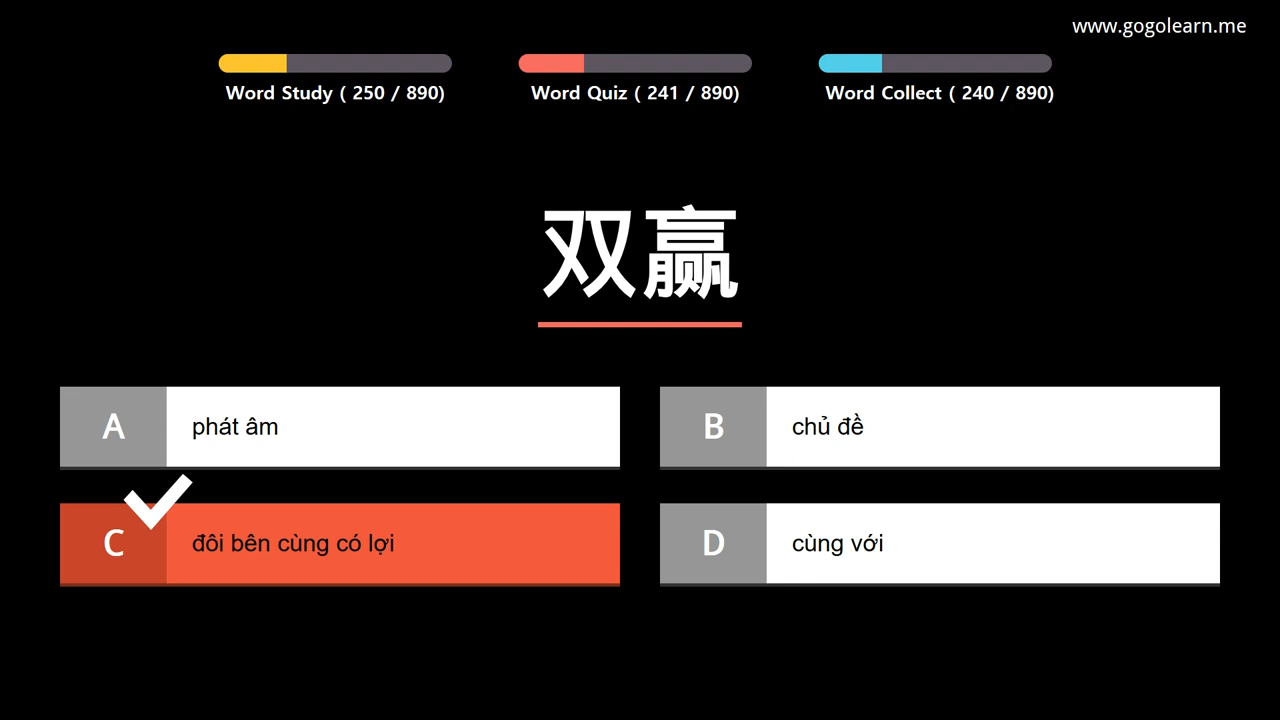 www.gogolearn.me
Word Study ( 250 / 890)
Word Quiz ( 241 / 890)
Word Collect ( 240 / 890)
双赢
A phát âm
B chủ đề
C đôi bên cùng có lợi
D cùng với